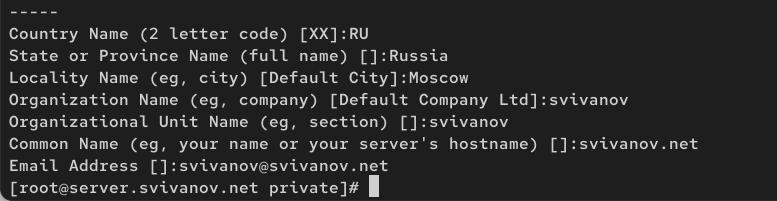 -----
Country Name (2 letter code) [XX]:RU
State or Province Name (full name) []:Russia
Locality Name (eg, city) [Default City]:Moscow
Organization Name (eg, company) [Default Company Ltd]:svivanov
Organizational Unit Name (eg, section) []:svivanov
Common Name (eg, your name or your server's hostname) []:svivanov.net
Email Address []:svivanov@svivanov.net
[root@server.svivanov.net private]#